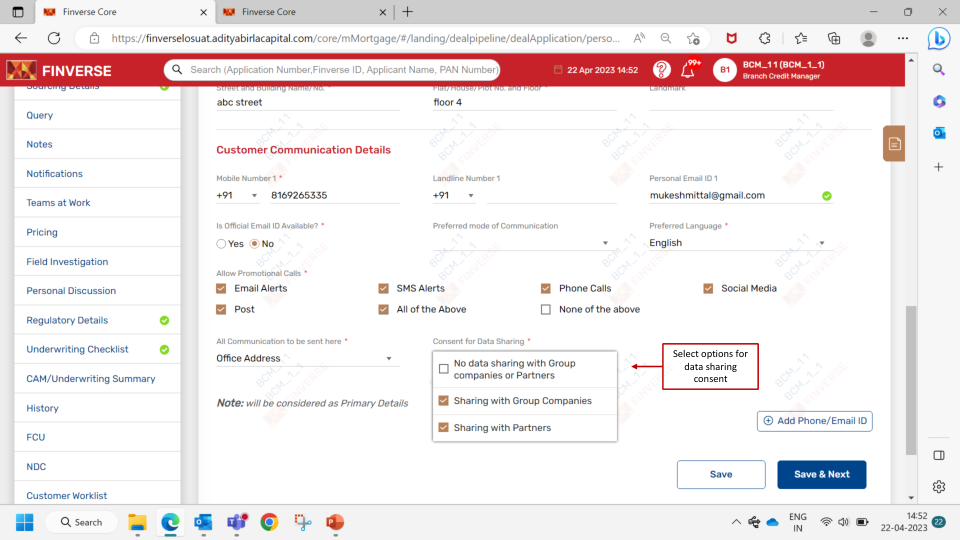 Finverse Core
Finverse Core
https://finverselosuat.adityabirlacapital.com/core/mMortgage/#/landing/dealpipeline/dealApplication/perso...
FINVERSE
Search (Application Number,Finverse ID, Applicant Name, PAN Number)
22 Apr 2023 14:52
99+
B1
BCM_1 1 (BCM_1_1)
Branch Credit Manager
Sourcing Details
Query
Notes
Notifications
Teams at Work
Pricing
Field Investigation
Personal Discussion
Regulatory Details
Underwriting Checklist
CAM/Underwriting Summary
History
FCU
NDC
Customer Worklist
Street and Building Name/No. *
Flat/House/Plot No. and Floor *
Landmark
abc street
floor 4
Customer Communication Details
Mobile Number 1 *
Landline Number 1
Personal Email ID 1
+91
8169265335
+91
mukeshmittal@gmail.com
Is Official Email ID Available? *
Preferred mode of Communication
Preferred Language *
Yes
No
English
Allow Promotional Calls *
Email Alerts
SMS Alerts
Phone Calls
Social Media
Post
All of the Above
None of the above
All Communication to be sent here *
Consent for Data Sharing *
Office Address
No data sharing with Group
companies or Partners
Sharing with Group Companies
Sharing with Partners
Select options for
data sharing
consent
Note: will be considered as Primary Details
Add Phone/Email ID
Save
Save & Next
BCM_1 1
BCM_1_1
FINVERSE
Search
ENG
IN
14:52
22-04-2023
22